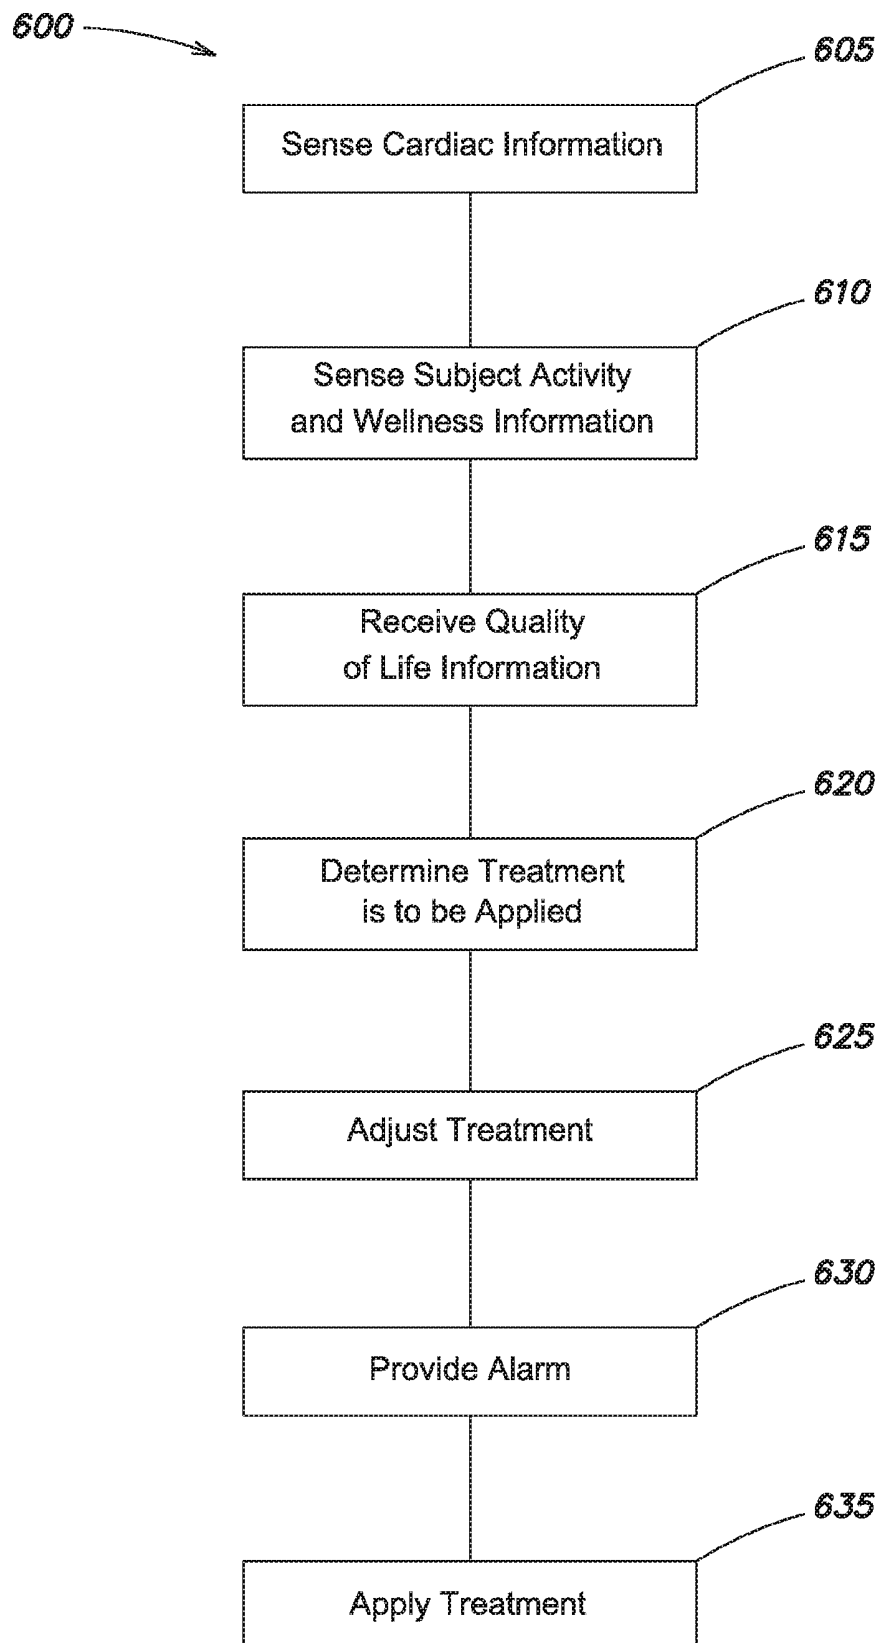 600
605
Sense Cardiac Information
610
Sense Subject Activity
and Wellness Information
615
Receive Quality
of Life Information
620
Determine Treatment
is to be Applied
625
Adjust Treatment
630
Provide Alarm
635
Apply Treatment